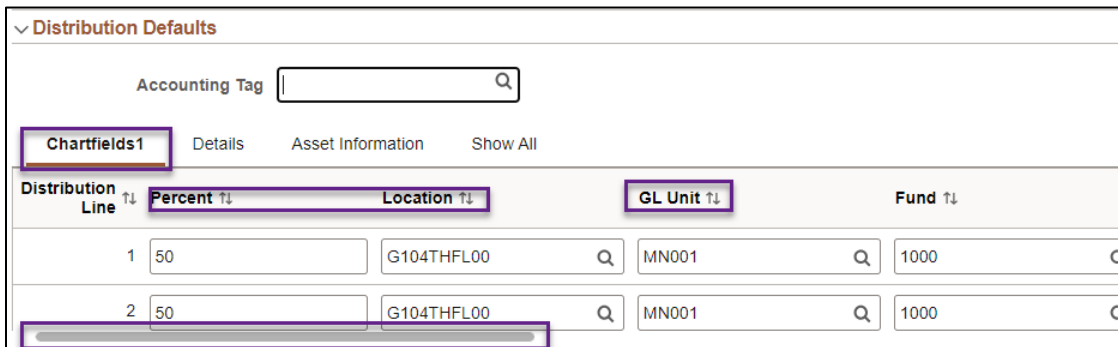 Distribution Defaults
Accounting Tag
Chartfields1 Details Asset Information Show All
Distribution Line Percent Location GL Unit Fund
1 50 G104THFL00 MN001 1000
2 50 G104THFL00 MN001 1000